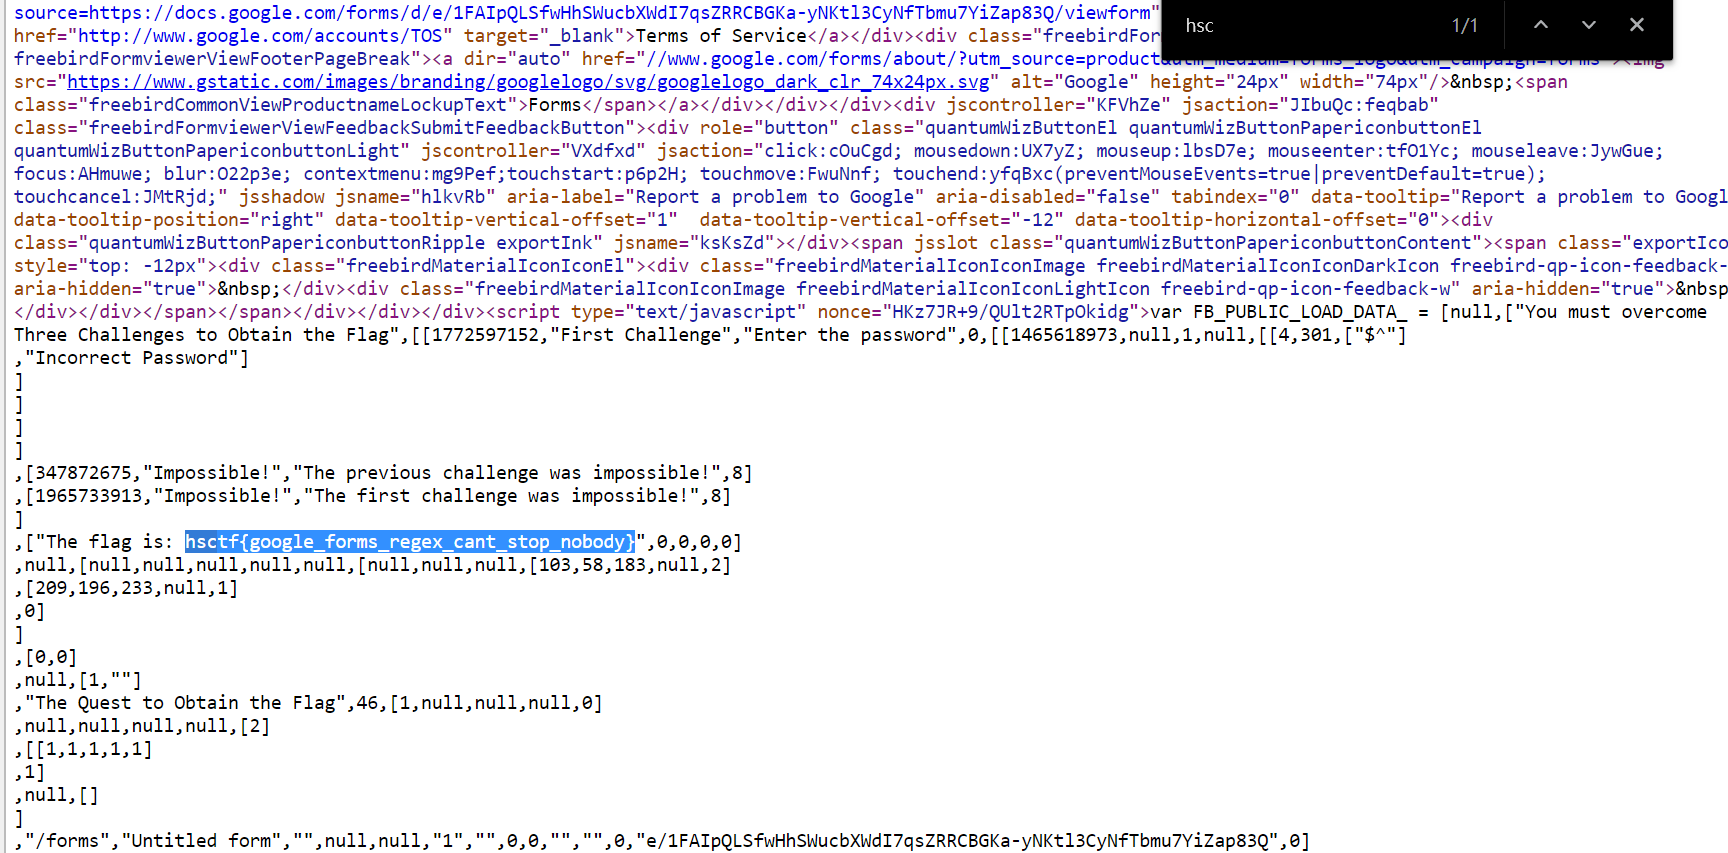 source=https://docs.google.com/forms/d/e/1FAIpQLSfwHhSWucbXWdI7qsZRRCBGKa-yNKtl3CyNfTbmu7YiZap83Q/viewform"
hsc 1/1
href="http://www.google.com/accounts/TOS" target="_blank">Terms of Service</a></div><div class="freebirdFor
freebirdFormviewerViewFooterPageBreak"><a dir="auto" href="//www.google.com/forms/about/?utm_source=product&utm_medium=forms_logo&utm_campaign=forms"><img
src="https://www.gstatic.com/images/branding/googlelogo/svg/googlelogo_dark_clr_74x24px.svg" alt="Google" height="24px" width="74px"/>&nbsp;<span
class="freebirdCommonViewProductnameLockupText">Forms</span></a></div></div></div><div jscontroller="KFVhZe" jsaction="JIbuQc:feqbab"
class="freebirdFormviewerViewFeedbackSubmitFeedbackButton"><div role="button" class="quantumWizButtonEl quantumWizButtonPapericonbuttonEl
quantumWizButtonPapericonbuttonLight" jscontroller="VXdfxd" jsaction="click:cOuCgd; mousedown:UX7yZ; mouseup:lbsD7e; mouseenter:tfO1Yc; mouseleave:JywGue;
focus:AHmuwe; blur:O22p3e; contextmenu:mg9Pef;touchstart:p6p2H; touchmove:FwuNnf; touchend:yfqBxc(preventMouseEvents=true|preventDefault=true);
touchcancel:JMtRjd;" jsshadow jsname="hlkvRb" aria-label="Report a problem to Google" aria-disabled="false" tabindex="0" data-tooltip="Report a problem to Googl
data-tooltip-position="right" data-tooltip-vertical-offset="1"  data-tooltip-vertical-offset="-12" data-tooltip-horizontal-offset="0"><div
class="quantumWizButtonPapericonbuttonRipple exportInk" jsname="ksKsZd"></div><span jsslot class="quantumWizButtonPapericonbuttonContent"><span class="exportIco
style="top: -12px"><div class="freebirdMaterialIconIconEl"><div class="freebirdMaterialIconIconImage freebirdMaterialIconIconDarkIcon freebird-qp-icon-feedback-
aria-hidden="true">&nbsp;</div><div class="freebirdMaterialIconIconImage freebirdMaterialIconIconLightIcon freebird-qp-icon-feedback-w" aria-hidden="true">&nbsp
</div></div></span></span></div></div></div><script type="text/javascript" nonce="HKz7JR+9/QUlt2RTpOkidg">var FB_PUBLIC_LOAD_DATA_ = [null,["You must overcome
Three Challenges to Obtain the Flag",[[1772597152,"First Challenge","Enter the password",0,[[1465618973,null,1,null,[[4,301,["$^"]
,"Incorrect Password"]
]
]
]
]
,[347872675,"Impossible!","The previous challenge was impossible!",8]
,[1965733913,"Impossible!","The first challenge was impossible!",8]
]
,["The flag is: hsctf{google_forms_regex_cant_stop_nobody}",0,0,0,0]
,null,[null,null,null,null,null,[null,null,null,[103,58,183,null,2]
,[209,196,233,null,1]
,0]
]
,[0,0]
,null,[1,""]
,"The Quest to Obtain the Flag",46,[1,null,null,null,0]
,null,null,null,null,[2]
,[[1,1,1,1,1]
,1]
,null,[]
]
,"/forms","Untitled form","",null,null,"1","",0,0,"","",0,"e/1FAIpQLSfwHhSWucbXWdI7qsZRRCBGKa-yNKtl3CyNfTbmu7YiZap83Q",0]